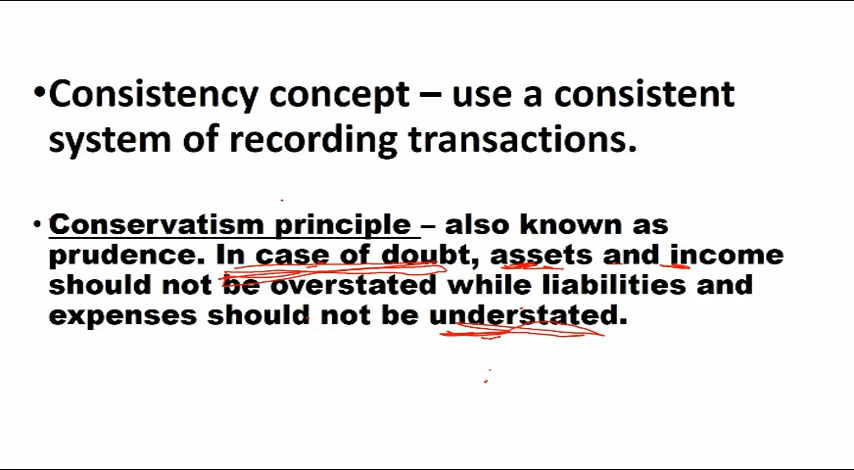 •Consistency concept – use a consistent
system of recording transactions.
• Conservatism principle – also known as
prudence. In case of doubt, assets and income
should not be overstated while liabilities and
expenses should not be understated.